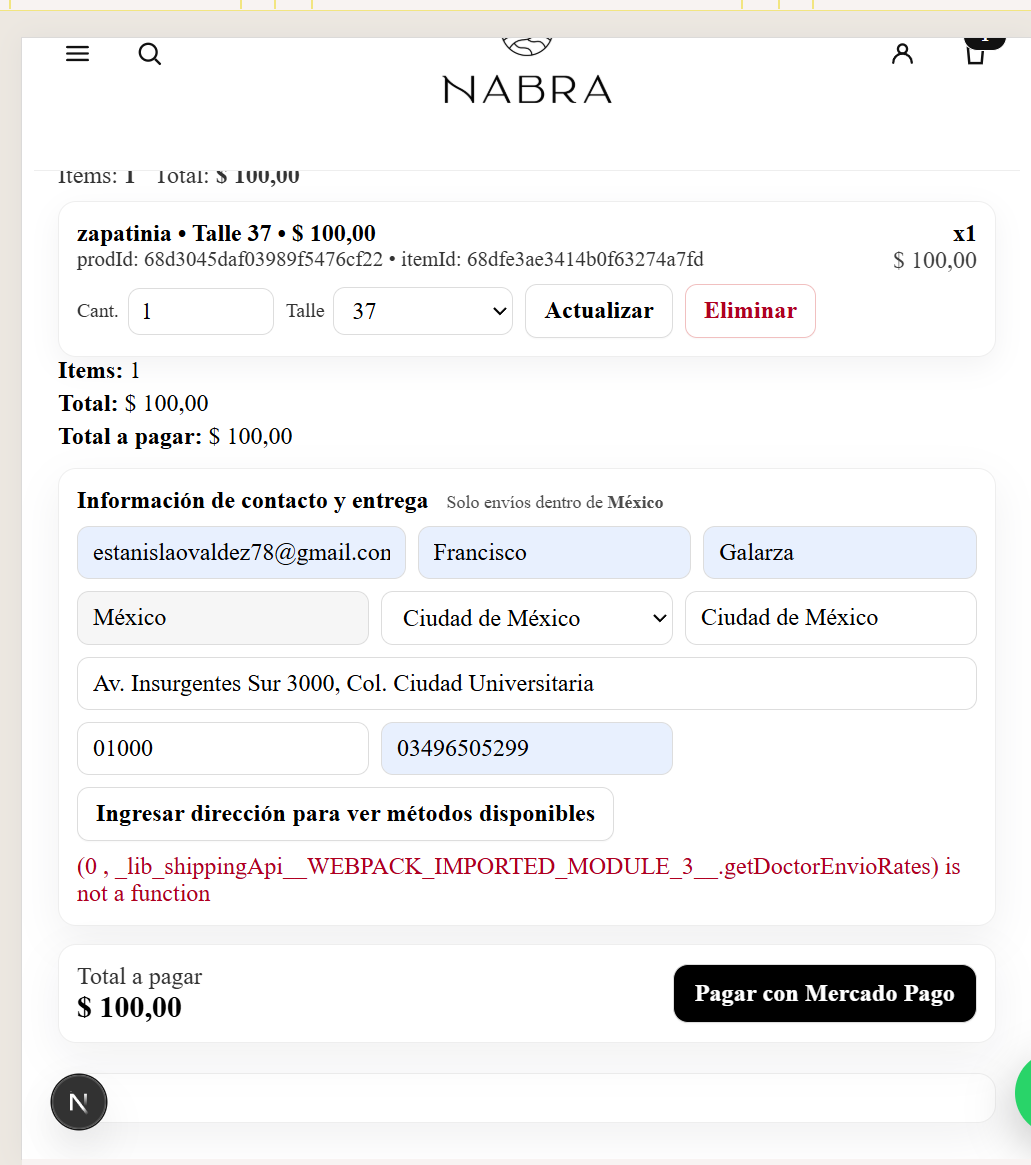 NABRA
Items: 1 Total: $ 100,00
zapatinia • Talle 37 • $ 100,00 x1
prodId: 68d3045daf03989f5476cf22 • itemId: 68dfe3ae3414b0f63274a7fd $ 100,00
Cant. 1 Talle 37 Actualizar Eliminar
Items: 1
Total: $ 100,00
Total a pagar: $ 100,00
Información de contacto y entrega Solo envíos dentro de México
estanislaovaldez78@gmail.con Francisco Galarza
México Ciudad de México Ciudad de México
Av. Insurgentes Sur 3000, Col. Ciudad Universitaria
01000 03496505299
Ingresar dirección para ver métodos disponibles
(0 , _lib_shippingApi__WEBPACK_IMPORTED_MODULE_3__.getDoctorEnvioRates) is
not a function
Total a pagar
$ 100,00 Pagar con Mercado Pago
N